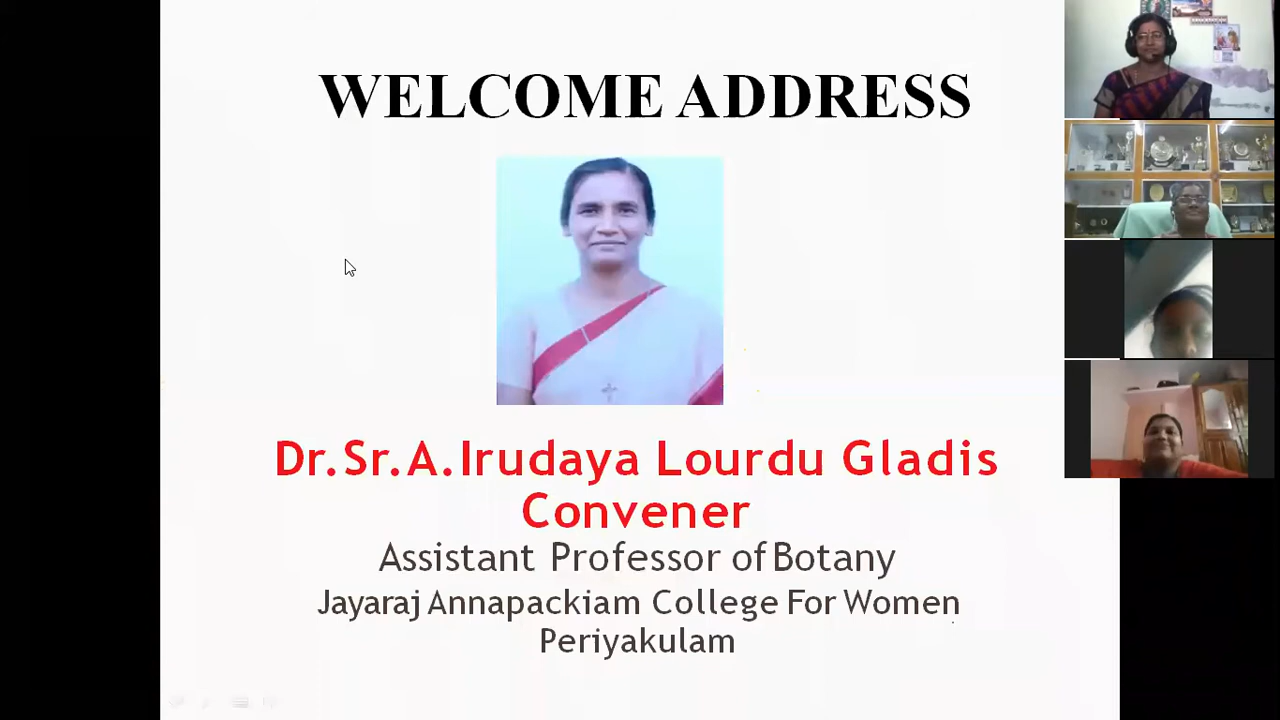 WELCOME ADDRESS
Dr.Sr.A.Irudaya Lourdu Gladis
Convener
Assistant Professor of Botany
Jayaraj Annapackiam College For Women
Periyakulam